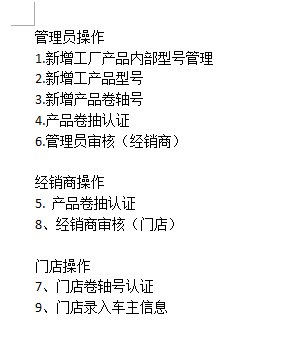 管理员操作
1.新增工厂产品内部型号管理
2.新增工产品型号
3.新增产品卷轴号
4.产品卷抽认证
6.管理员审核（经销商）
经销商操作
5. 产品卷抽认证
8、经销商审核（门店）
门店操作
7、门店卷轴号认证
9、门店录入车主信息